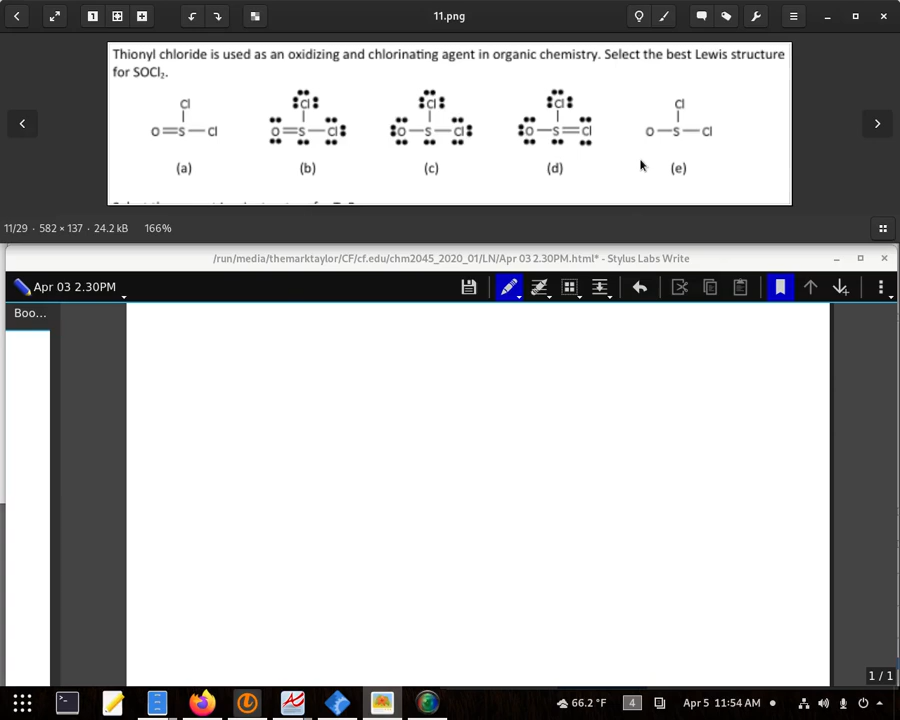 11.png
Thionyl chloride is used as an oxidizing and chlorinating agent in organic chemistry. Select the best Lewis structure
for SOCl₂.
Cl Cl Cl Cl Cl
O=S—Cl O=S—Cl O—S—Cl O—S=Cl O—S—Cl
(a) (b) (c) (d) (e)
11/29 · 582 × 137 · 24.2 kB 166%
/run/media/themarktaylor/CF/cf.edu/chm2045_2020_01/LN/Apr 03 2.30PM.html* - Stylus Labs Write
Apr 03 2.30PM
Boo...
1 / 1
66.2 °F 4 Apr 5 11:54 AM